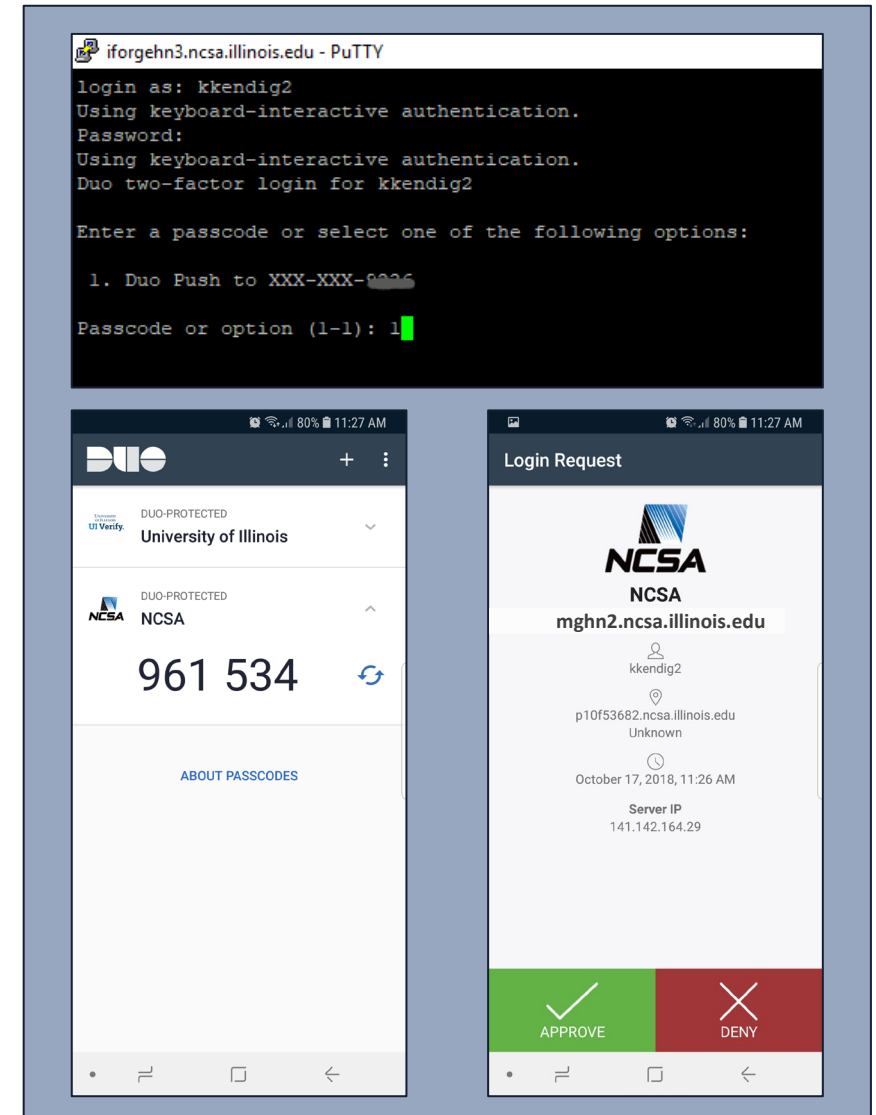 iforgehn3.ncsa.illinois.edu - PuTTY
login as: kkendig2
Using keyboard-interactive authentication.
Password:
Using keyboard-interactive authentication.
Duo two-factor login for kkendig2
Enter a passcode or select one of the following options:
1. Duo Push to XXX-XXX-
Passcode or option (1-1): 1
80% 11:27 AM
DUO
+
UI Verify.
DUO-PROTECTED
University of Illinois
NCSA
DUO-PROTECTED
NCSA
961 534
ABOUT PASSCODES
80% 11:27 AM
Login Request
NCSA
NCSA
mghn2.ncsa.illinois.edu
kkendig2
p10f53682.ncsa.illinois.edu
Unknown
October 17, 2018, 11:26 AM
Server IP
141.142.164.29
APPROVE
DENY